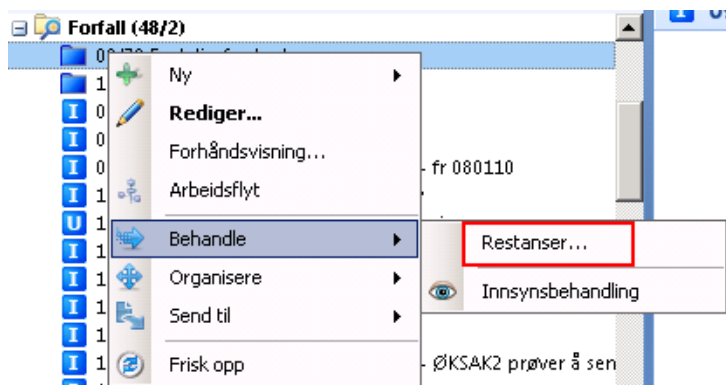 Forfall (48/2)
Ny
Rediger...
Forhåndsvisning...
- fr 080110
Arbeidsflyt
Behandle
Restanser...
Organisere
Innsynsbehandling
Send til
Frisk opp
- ØKSAK2 prøver å sen